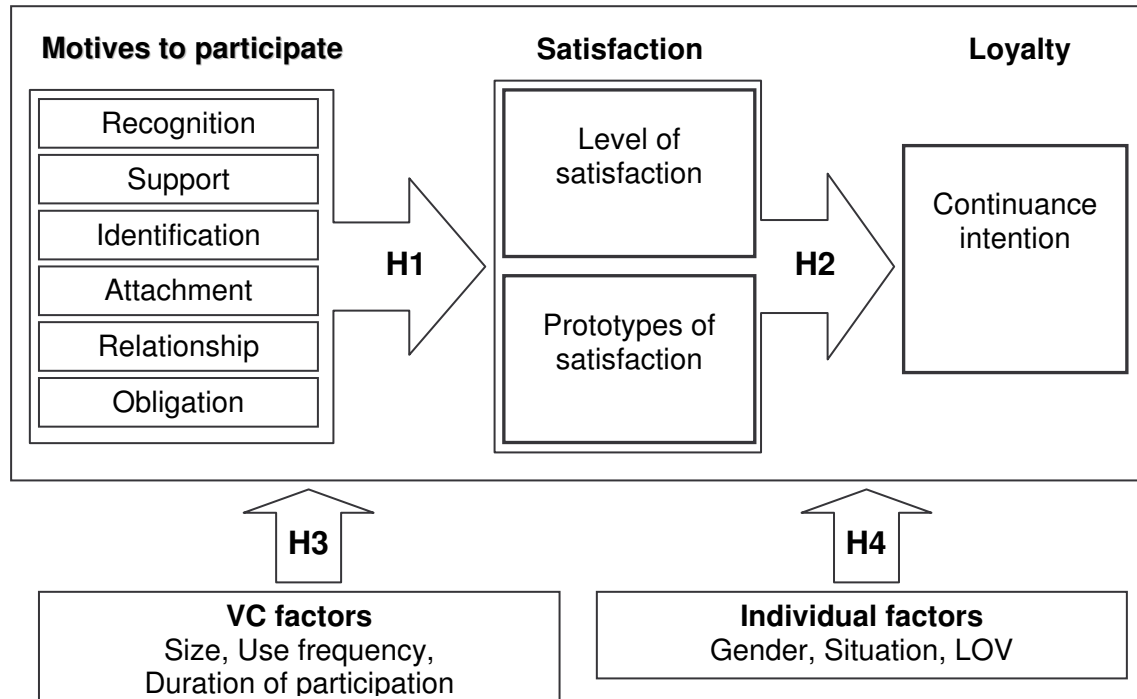 Motives to participate
Recognition
Support
Identification
Attachment
Relationship
Obligation
H1
Satisfaction
Level of
satisfaction
Prototypes of
satisfaction
H2
Loyalty
Continuance
intention
H3
VC factors
Size, Use frequency,
Duration of participation
H4
Individual factors
Gender, Situation, LOV